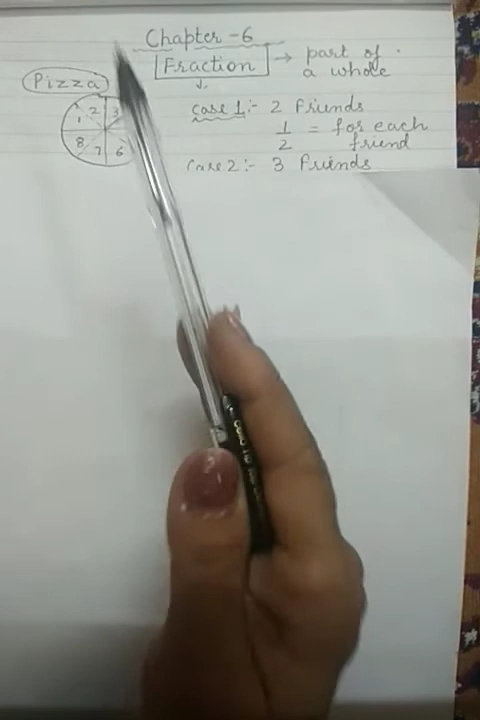 Chapter - 6
Fraction → part of a whole
Pizza
1 2 3
8 7 6
Case 1:- 2 Friends
1/2 = for each friend
Case 2:- 3 Friends